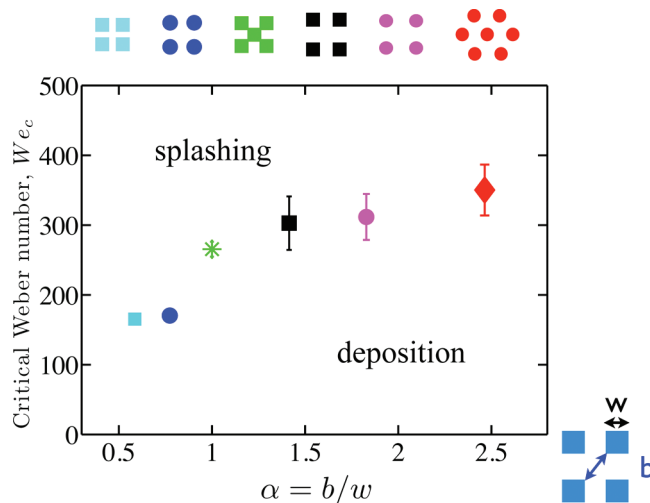 500
400
300
200
100
0
Critical Weber number, We_c
splashing
deposition
0.5 1 1.5 2 2.5
α = b/w
w
b